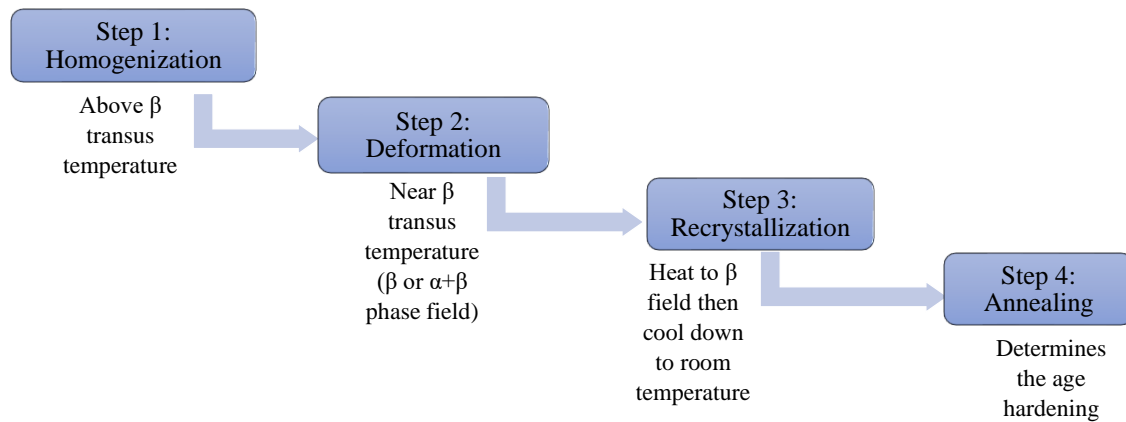 Step 1:
Homogenization
Above β
transus
temperature
Step 2:
Deformation
Near β
transus
temperature
(β or α+β
phase field)
Step 3:
Recrystallization
Heat to β
field then
cool down
to room
temperature
Step 4:
Annealing
Determines
the age
hardening